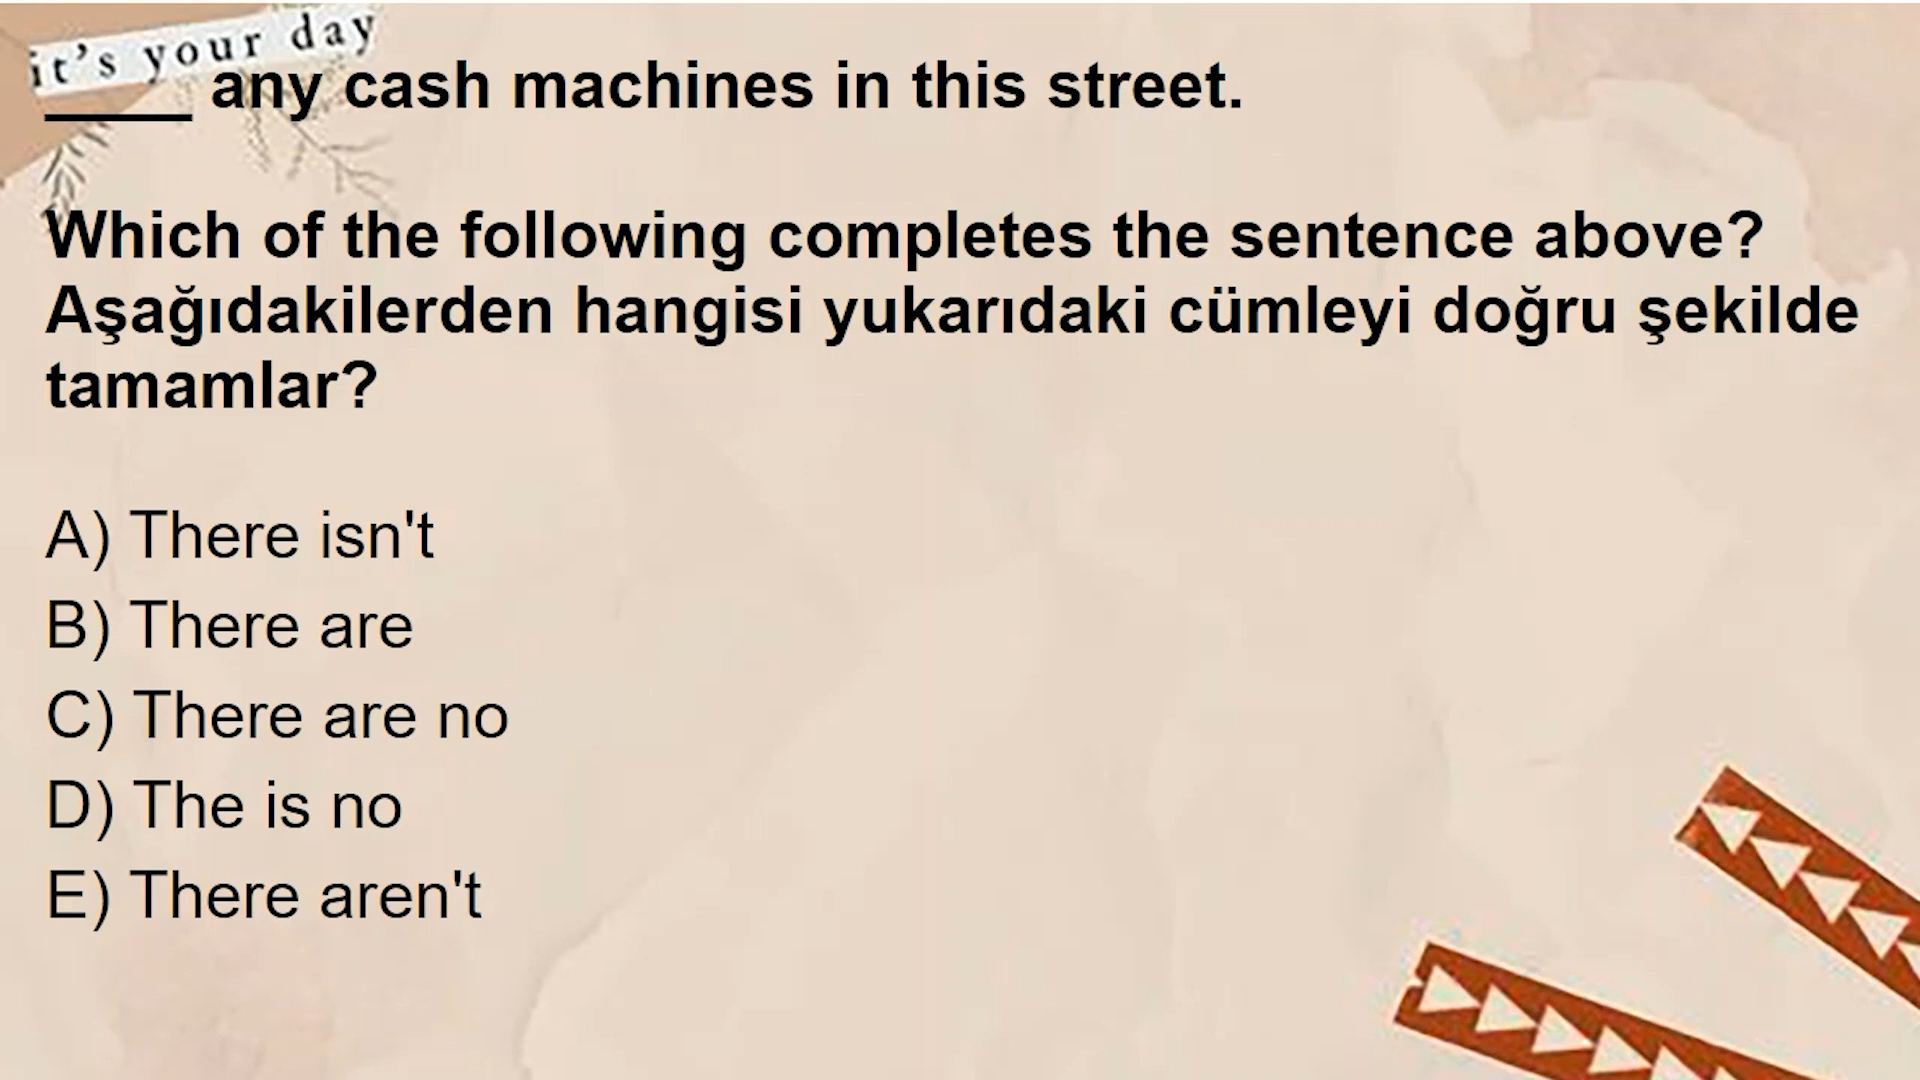 it's your day
_____ any cash machines in this street.
Which of the following completes the sentence above?
Aşağıdakilerden hangisi yukarıdaki cümleyi doğru şekilde
tamamlar?
A) There isn't
B) There are
C) There are no
D) The is no
E) There aren't